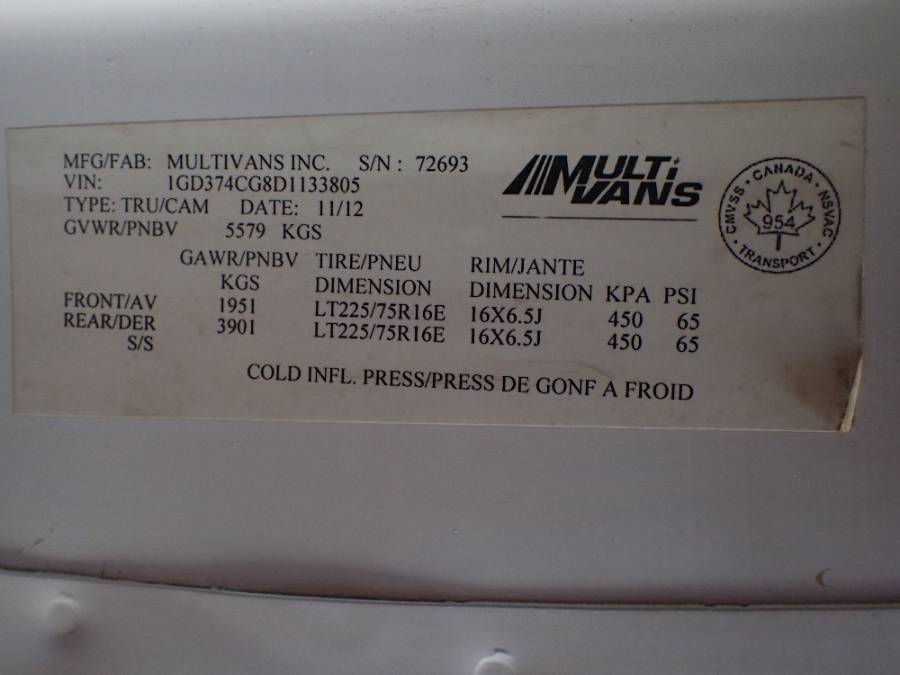 MFG/FAB: MULTIVANS INC. S/N : 72693
VIN: 1GD374CG8D1133805
TYPE: TRU/CAM DATE: 11/12
GVWR/PNBV 5579 KGS
MULTI
VANS
CANADA
CMVSS
NSVAC
954
TRANSPORT
GAWR/PNBV TIRE/PNEU RIM/JANTE
KGS DIMENSION DIMENSION KPA PSI
FRONT/AV 1951 LT225/75R16E 16X6.5J 450 65
REAR/DER 3901 LT225/75R16E 16X6.5J 450 65
S/S
COLD INFL. PRESS/PRESS DE GONF A FROID